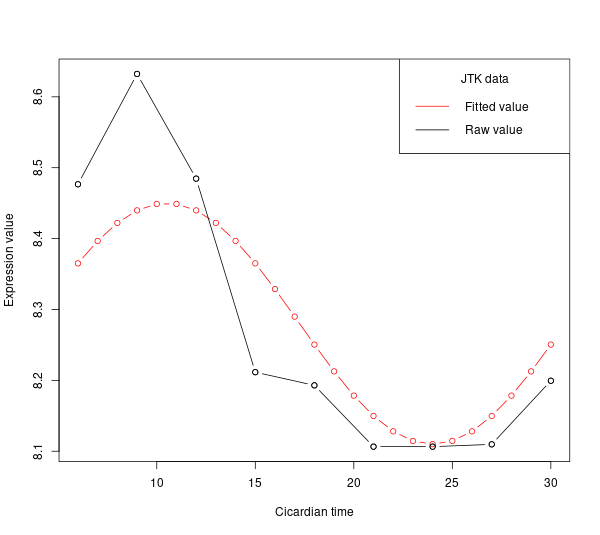 JTK data
Fitted value
Raw value
8.6
8.5
8.4
8.3
8.2
8.1
Expression value
10 15 20 25 30
Cicardian time